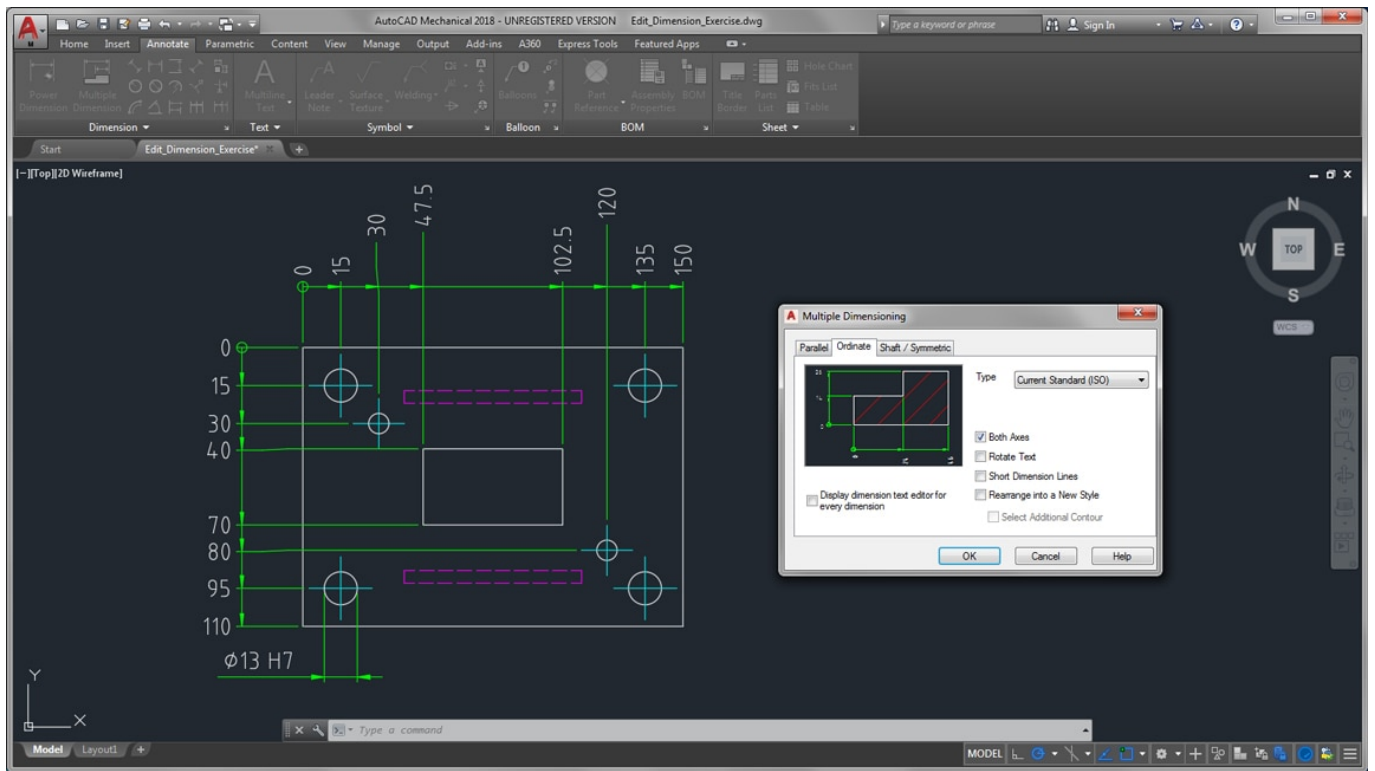 AutoCAD Mechanical 2018 - UNREGISTERED VERSION Edit_Dimension_Exercise.dwg
Type a keyword or phrase
Sign In
Home Insert Annotate Parametric Content View Manage Output Add-ins A360 Express Tools Featured Apps
Power Dimension
Multiple Dimension
Multiline Text
Leader Note
Surface Texture
Welding
Balloons
Part Reference
Assembly Properties
BOM
Title Border
Parts List
Hole Chart
Fits List
Table
Dimension Text Symbol Balloon BOM Sheet
Start Edit_Dimension_Exercise*
[−][Top][2D Wireframe]
0
15
30
47.5
102.5
120
135
150
0
15
30
40
70
80
95
110
⌀13 H7
Y
X
N
W
TOP
E
S
WCS
Multiple Dimensioning
Parallel Ordinate Shaft / Symmetric
Type Current Standard (ISO)
Both Axes
Rotate Text
Short Dimension Lines
Rearrange into a New Style
Select Additional Contour
Display dimension text editor for
every dimension
OK Cancel Help
Type a command
Model Layout1
MODEL